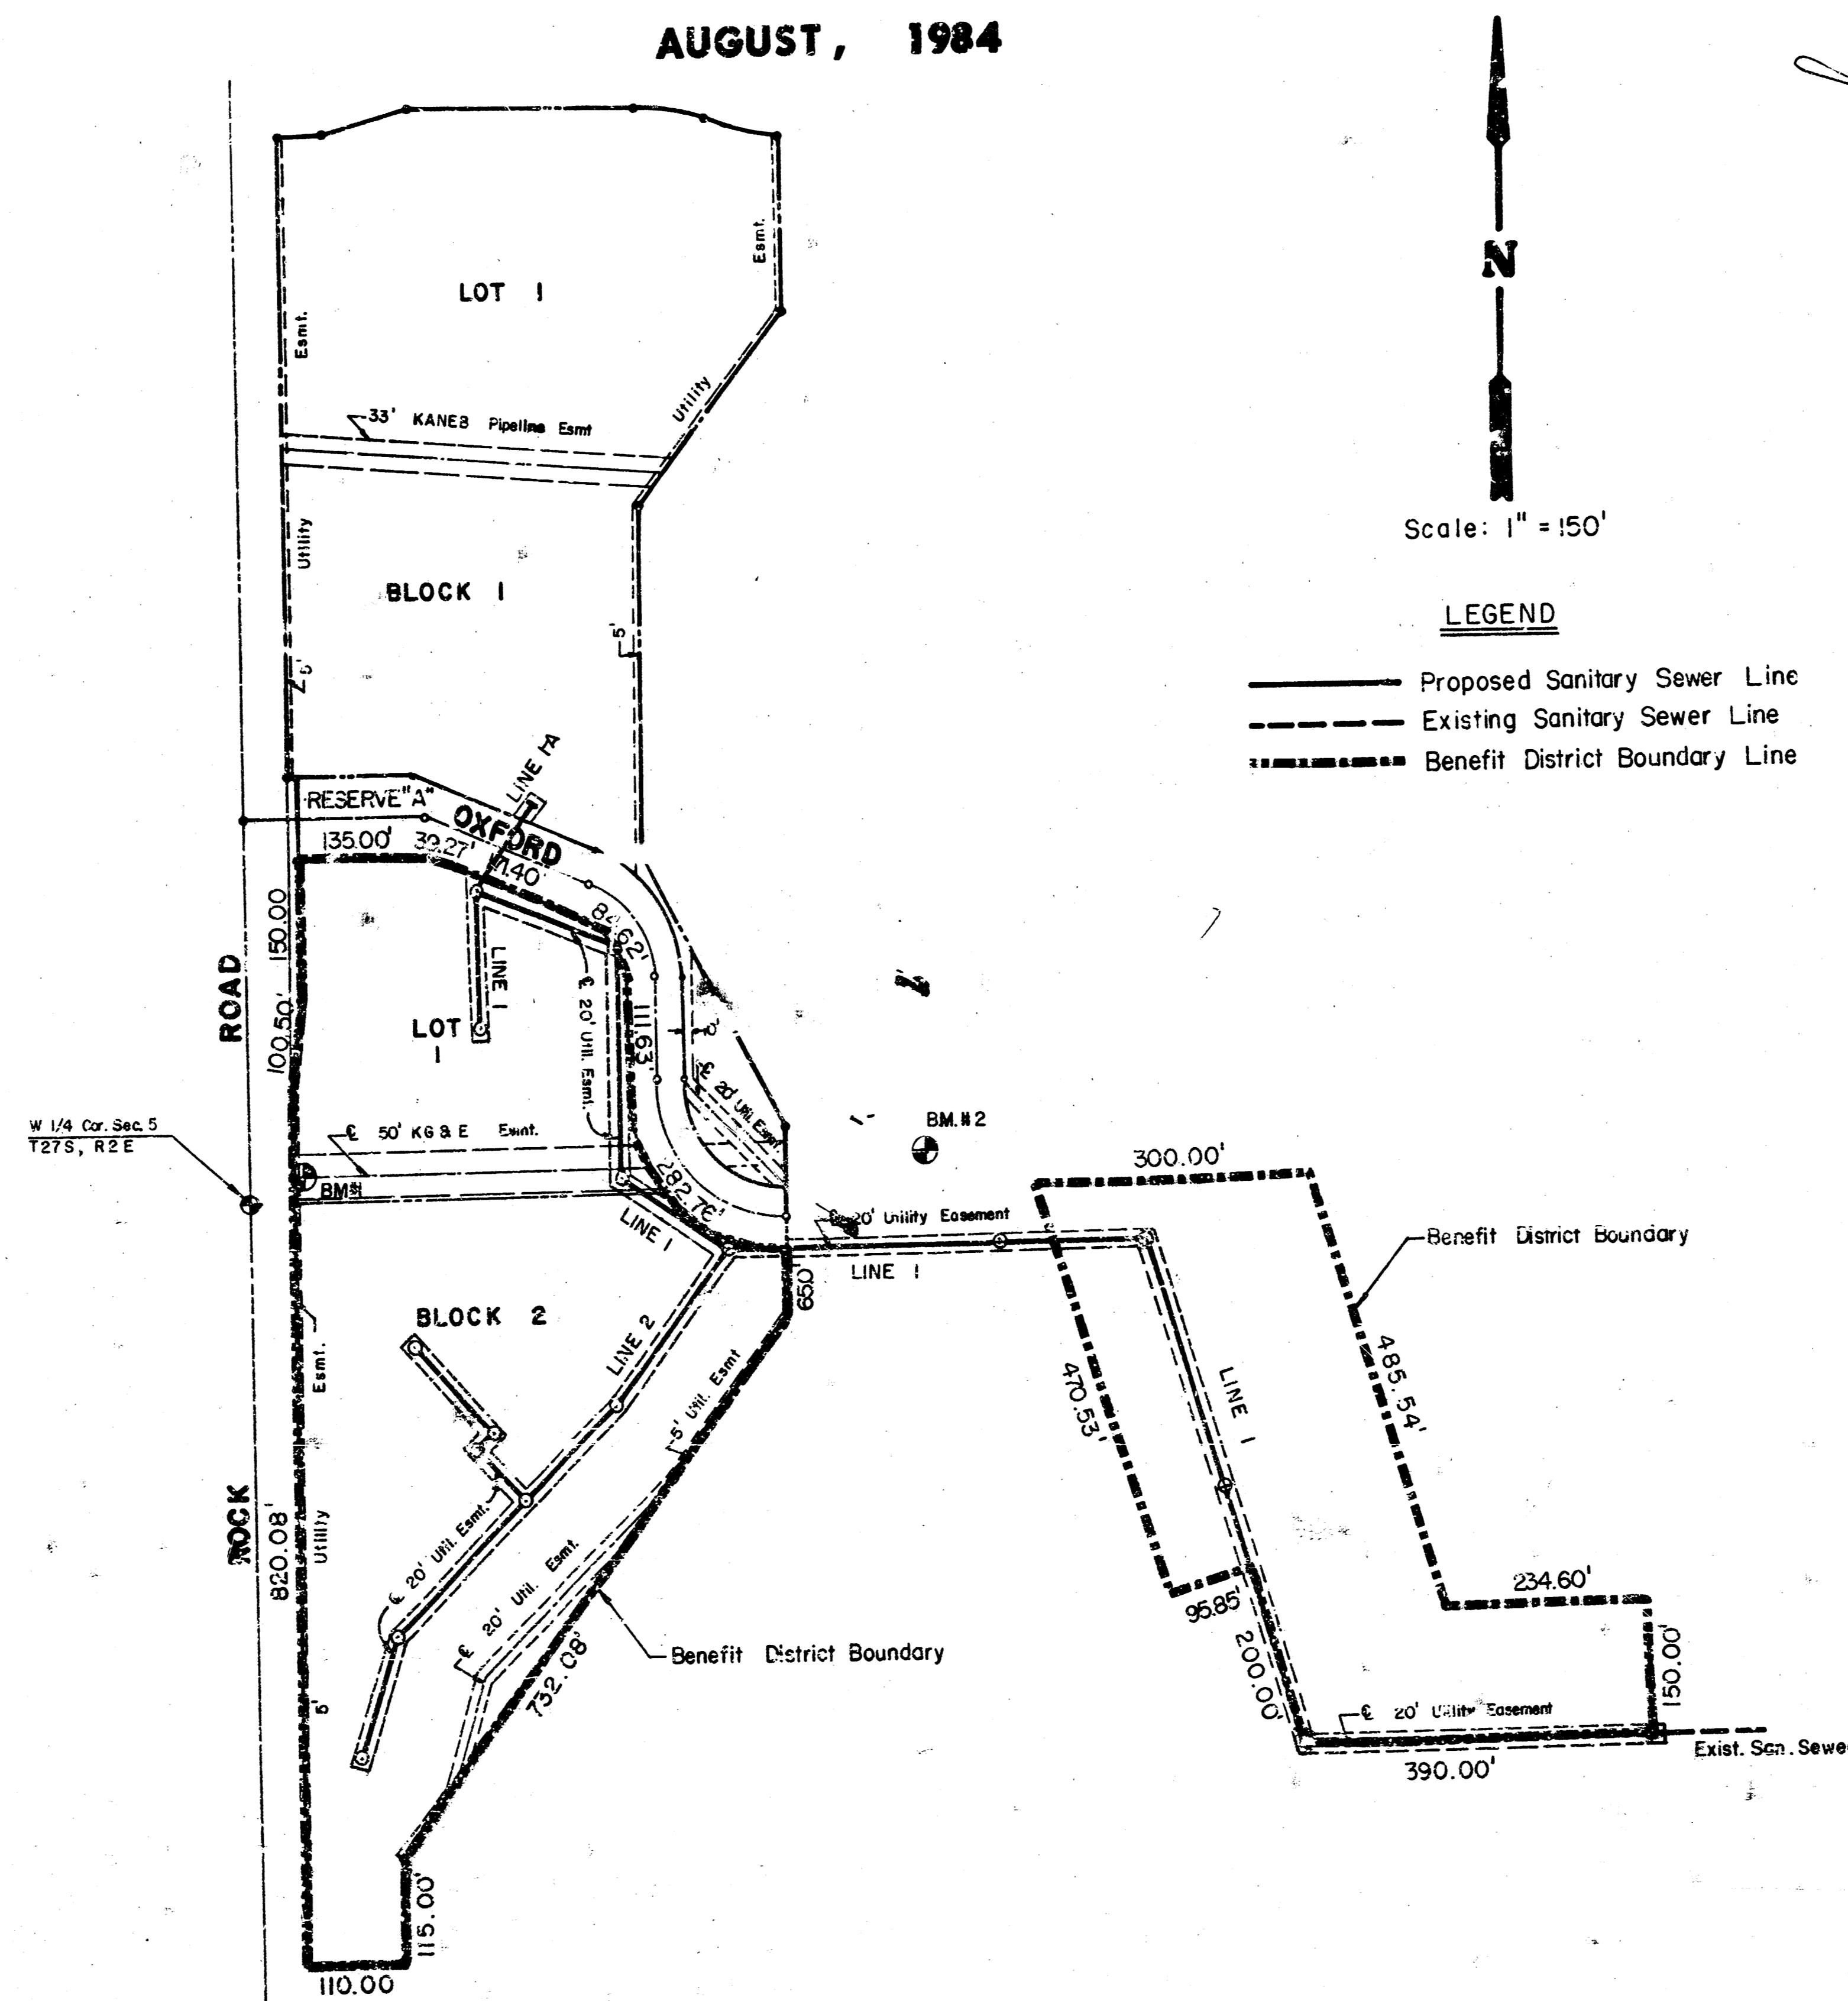 AUGUST, 1984
N
Scale: 1" = 150'
LEGEND
Proposed Sanitary Sewer Line
Existing Sanitary Sewer Line
Benefit District Boundary Line
LOT 1
Esmt.
Esmt.
Utility
33' KANEB Pipeline Esmt
Utility
BLOCK 1
5'
5'
LINE 1A
RESERVE "A"
OXFORD
135.00'
39.27'
84.62'
150.00
100.50'
ROAD
LINE 1
LOT
1
℄ 20' Util. Esmt.
111.63'
℄ 20' Util. Esmt
W 1/4 Cor. Sec. 5
T27S, R2E
℄ 50' KG & E Esmt.
BM#1
BM.#2
282.76'
LINE 1
℄ 20' Utility Easement
LINE 1
65.0'
300.00'
Benefit District Boundary
BLOCK 2
LINE 2
Esmt.
5' Util. Esmt
470.53'
LINE 1
485.54'
ROCK
820.08'
Utility
℄ 20' Util. Esmt.
℄ 20' Util. Esmt.
5'
732.08'
Benefit District Boundary
95.85'
200.00'
234.60'
150.00'
℄ 20' Utility Easement
Exist. San. Sewe
390.00'
115.00'
110.00